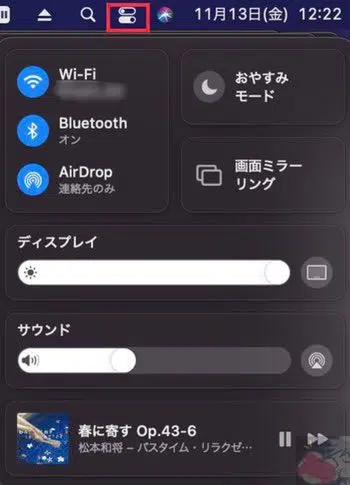 11月13日(金) 12:22
Wi-Fi
Bluetooth
オン
AirDrop
連絡先のみ
おやすみ
モード
画面ミラー
リング
ディスプレイ
サウンド
春に寄す Op.43-6
松本和将 – パスタイム・リラクゼ…